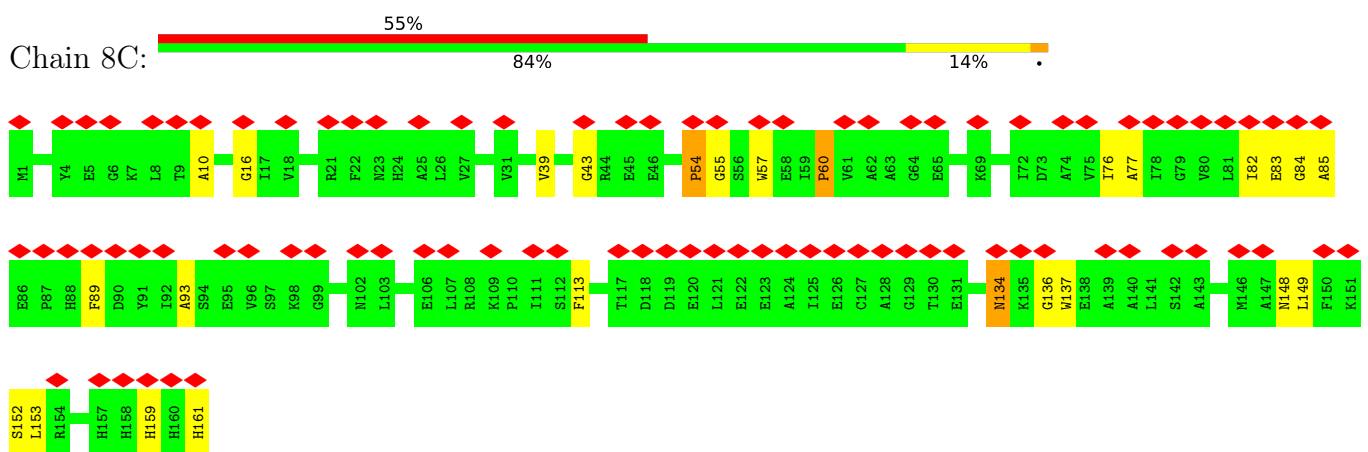 55%
Chain 8C:
84% 14% •
M1 Y4 E5 G6 K7 L8 T9 A10 G16 I17 V18 R21 F22 N23 H24 A25 L26 V27 V31 V39 G43 R44 E45 E46 P54 G55 S56 W57 E58 I59 P60 V61 A62 A63 G64 E65 K69 I72 D73 A74 V75 I76 A77 I78 G79 V80 L81 I82 E83 G84 A85
E86 P87 H88 F89 D90 Y91 I92 A93 S94 E95 V96 S97 K98 G99 N102 L103 E106 L107 R108 K109 P110 I111 S112 F113 T117 D118 D119 E120 L121 E122 E123 A124 I125 E126 C127 A128 G129 T130 E131 N134 K135 G136 W137 E138 A139 A140 L141 S142 A143 M146 A147 N148 L149 F150 K151
S152 L153 R154 H157 H158 H159 H160 H161